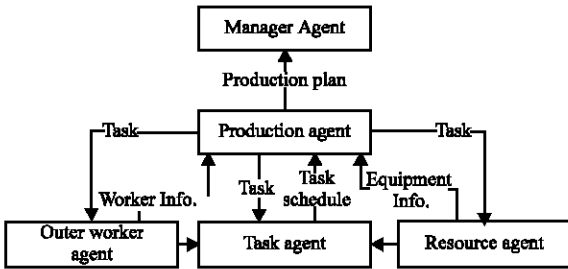 Manager Agent
Production plan
Task
Production agent
Task
Worker Info.
Task
Task
schedule
Equipment
Info.
Outer worker
agent
Task agent
Resource agent